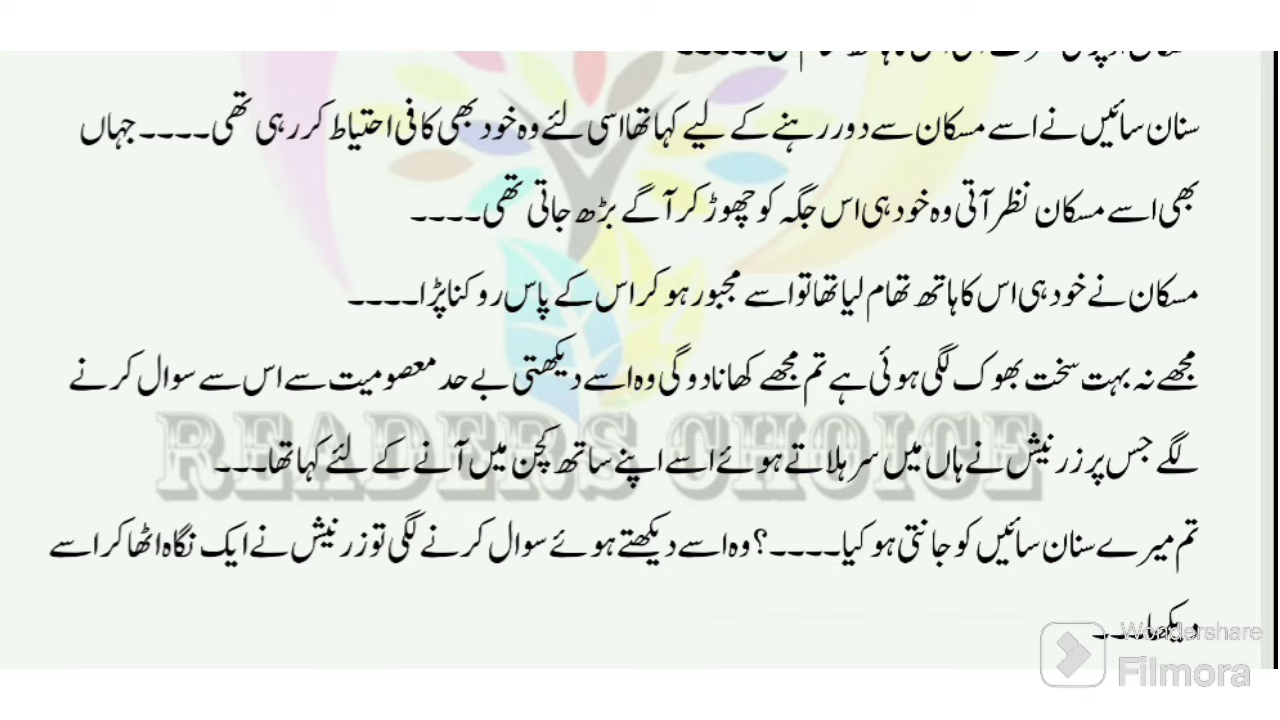 سنان سائیں نے اسے مسکان سے دور رہنے کے لیے کہا تھا اسی لئے وہ خود بھی کافی احتیاط کر رہی تھی۔۔۔۔ جہاں
بھی اسے مسکان نظر آتی وہ خود ہی اس جگہ کو چھوڑ کر آگے بڑھ جاتی تھی۔۔۔۔
مسکان نے خود ہی اس کا ہاتھ تھام لیا تھا تو اسے مجبور ہو کر اس کے پاس روکنا پڑا۔۔۔۔
مجھے نہ بہت سخت بھوک لگی ہوئی ہے تم مجھے کھانا دو گی وہ اسے دیکھتی بے حد معصومیت سے اس سے سوال کرنے
لگے جس پر زرنیش نے ہاں میں سر ہلاتے ہوئے اسے اپنے ساتھ کچن میں آنے کے لئے کہا تھا۔۔۔
READERS CHOICE
تم میرے سنان سائیں کو جانتی ہو کیا۔۔۔۔؟ وہ اسے دیکھتے ہوئے سوال کرنے لگی تو زرنیش نے ایک نگاہ اٹھا کر اسے
دیکھا۔۔۔۔
Wondershare
Filmora